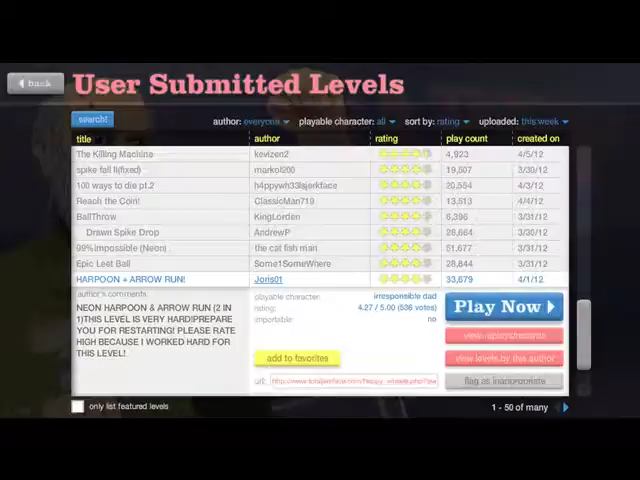 back
User Submitted Levels
search!
author: everyone playable character: all sort by: rating uploaded: this week
title author rating play count created on
The Killing Machine kevizen2 4,923 4/5/12
spike fall II(fixed) markol200 19,507 3/30/12
100 ways to die pt.2 h4ppywh33lsjerkface 20,554 4/3/12
Reach the Coin! ClassicMan719 13,513 4/4/12
BallThrow KingLorden 6,396 3/31/12
Drawn Spike Drop AndrewP 28,664 3/30/12
99%impossible (Neon) the cat fish man 51,677 3/31/12
Epic Leet Ball Some1SomeWhere 28,844 3/31/12
HARPOON + ARROW RUN! Joris01 33,679 4/1/12
author's comments:
NEON HARPOON & ARROW RUN (2 IN
1)THIS LEVEL IS VERY HARD!PREPARE
YOU FOR RESTARTING! PLEASE RATE
HIGH BECAUSE I WORKED HARD FOR
THIS LEVEL!
playable character: irresponsible dad
rating: 4.27 / 5.00 (536 votes)
importable: no
add to favorites
url:
Play Now
view replays/records
view levels by this author
flag as inappropriate
only list featured levels
1 - 50 of many